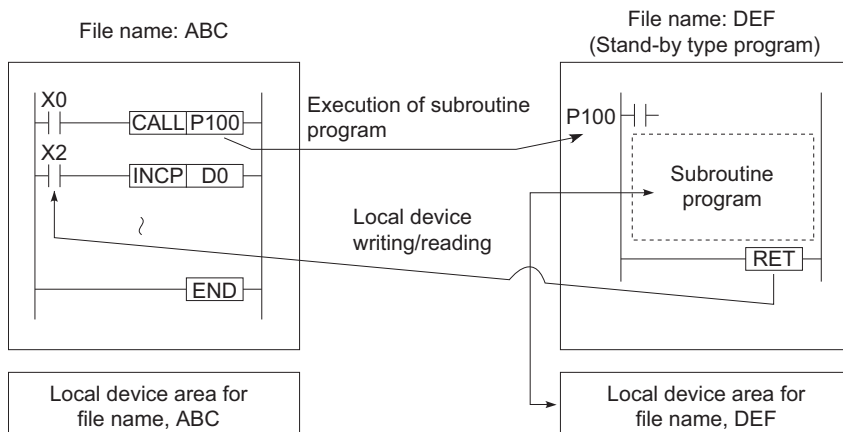 File name: ABC
File name: DEF
(Stand-by type program)
X0
CALL P100
X2
INCP D0
END
Execution of subroutine
program
Local device
writing/reading
P100
Subroutine
program
RET
Local device area for
file name, ABC
Local device area for
file name, DEF